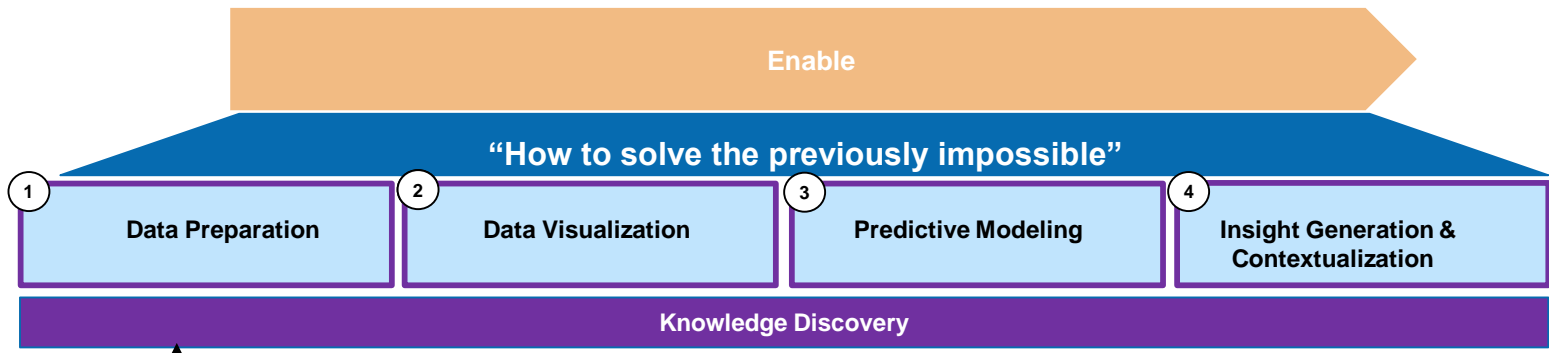 Enable
“How to solve the previously impossible”
1
Data Preparation
2
Data Visualization
3
Predictive Modeling
4
Insight Generation &
Contextualization
Knowledge Discovery